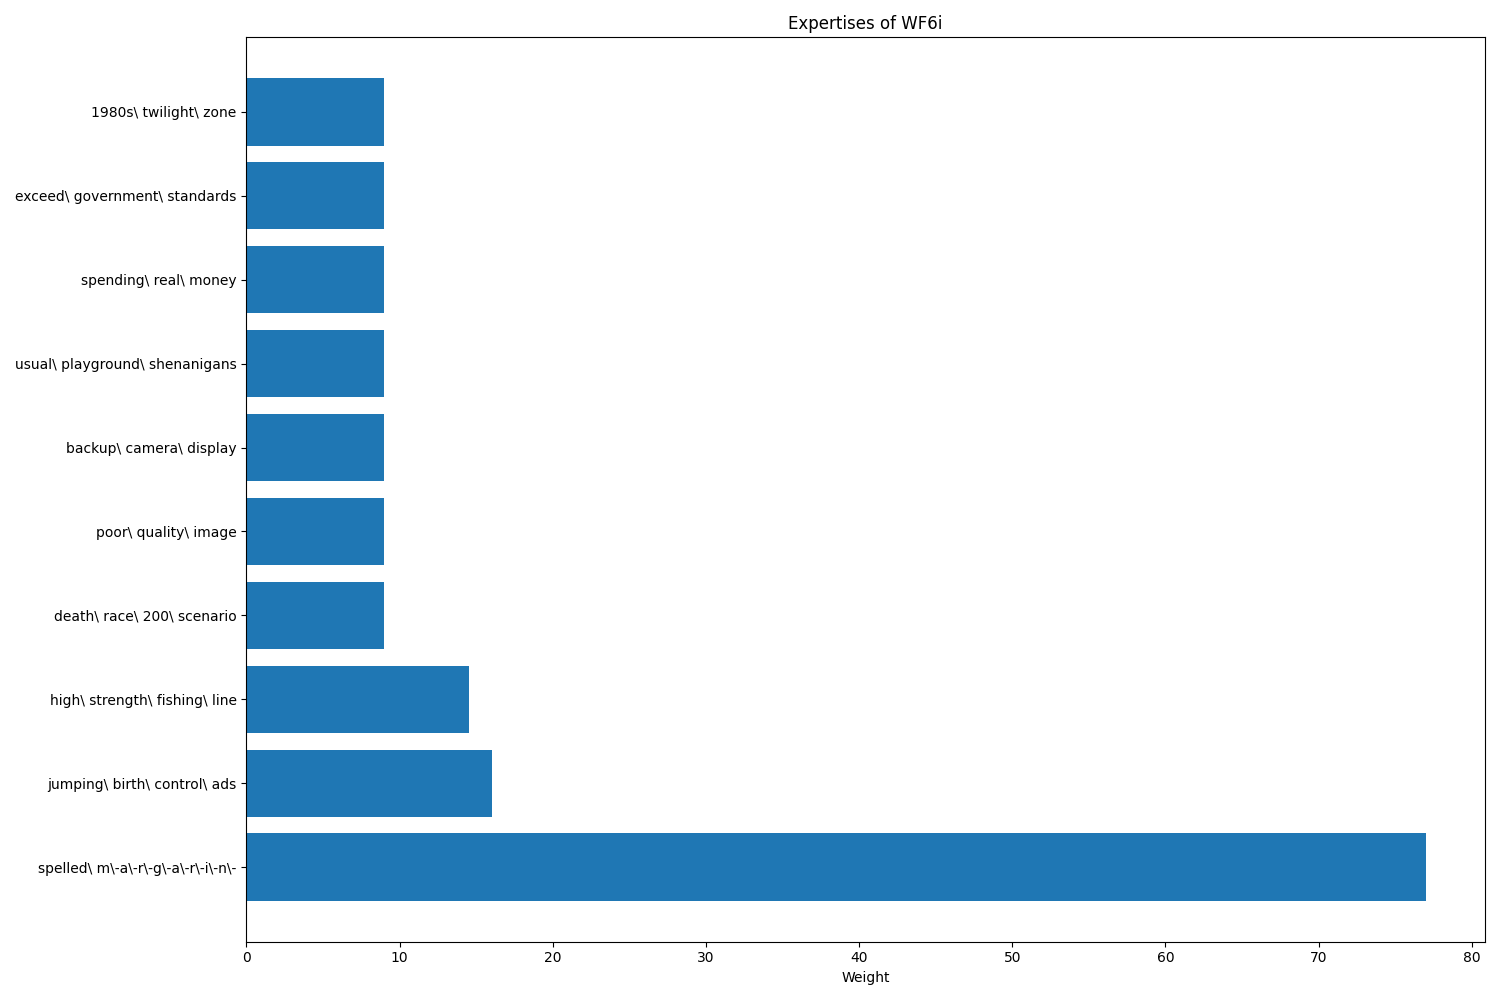 Expertises of WF6i
1980s\ twilight\ zone
exceed\ government\ standards
spending\ real\ money
usual\ playground\ shenanigans
backup\ camera\ display
poor\ quality\ image
death\ race\ 200\ scenario
high\ strength\ fishing\ line
jumping\ birth\ control\ ads
spelled\ m\-a\-r\-g\-a\-r\-i\-n\-
0 10 20 30 40 50 60 70 80
Weight